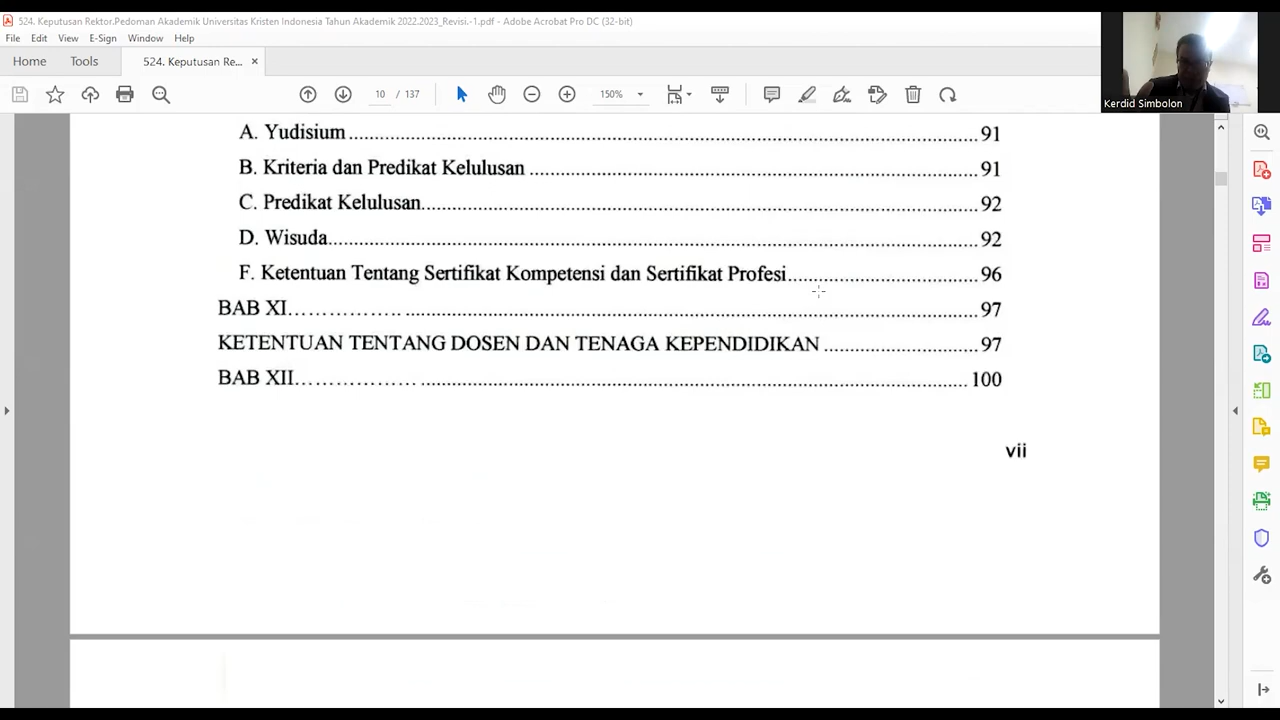 524. Keputusan Rektor.Pedoman Akademik Universitas Kristen Indonesia Tahun Akademik 2022.2023_Revisi.-1.pdf - Adobe Acrobat Pro DC (32-bit)
File Edit View E-Sign Window Help
Home Tools 524. Keputusan Re... ×
10 / 137 150%
Kerdid Simbolon
A. Yudisium........................................................................................................91
B. Kriteria dan Predikat Kelulusan ........................................................................91
C. Predikat Kelulusan...........................................................................................92
D. Wisuda............................................................................................................92
F. Ketentuan Tentang Sertifikat Kompetensi dan Sertifikat Profesi..............................96
BAB XI…………….. ................................................................................................97
KETENTUAN TENTANG DOSEN DAN TENAGA KEPENDIDIKAN ..........................97
BAB XII……………… ...........................................................................................100
vii